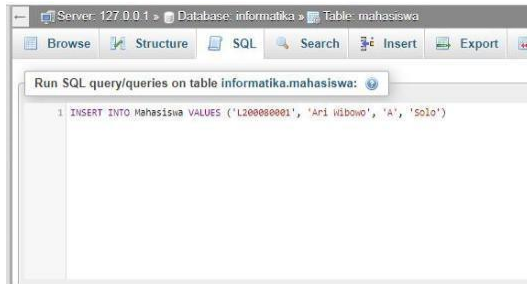 Server: 127.0.0.1 » Database: informatika » Table: mahasiswa
Browse Structure SQL Search Insert Export
Run SQL query/queries on table informatika.mahasiswa:
1 INSERT INTO Mahasiswa VALUES ('L200080001', 'Ari Wibowo', 'A', 'Solo')